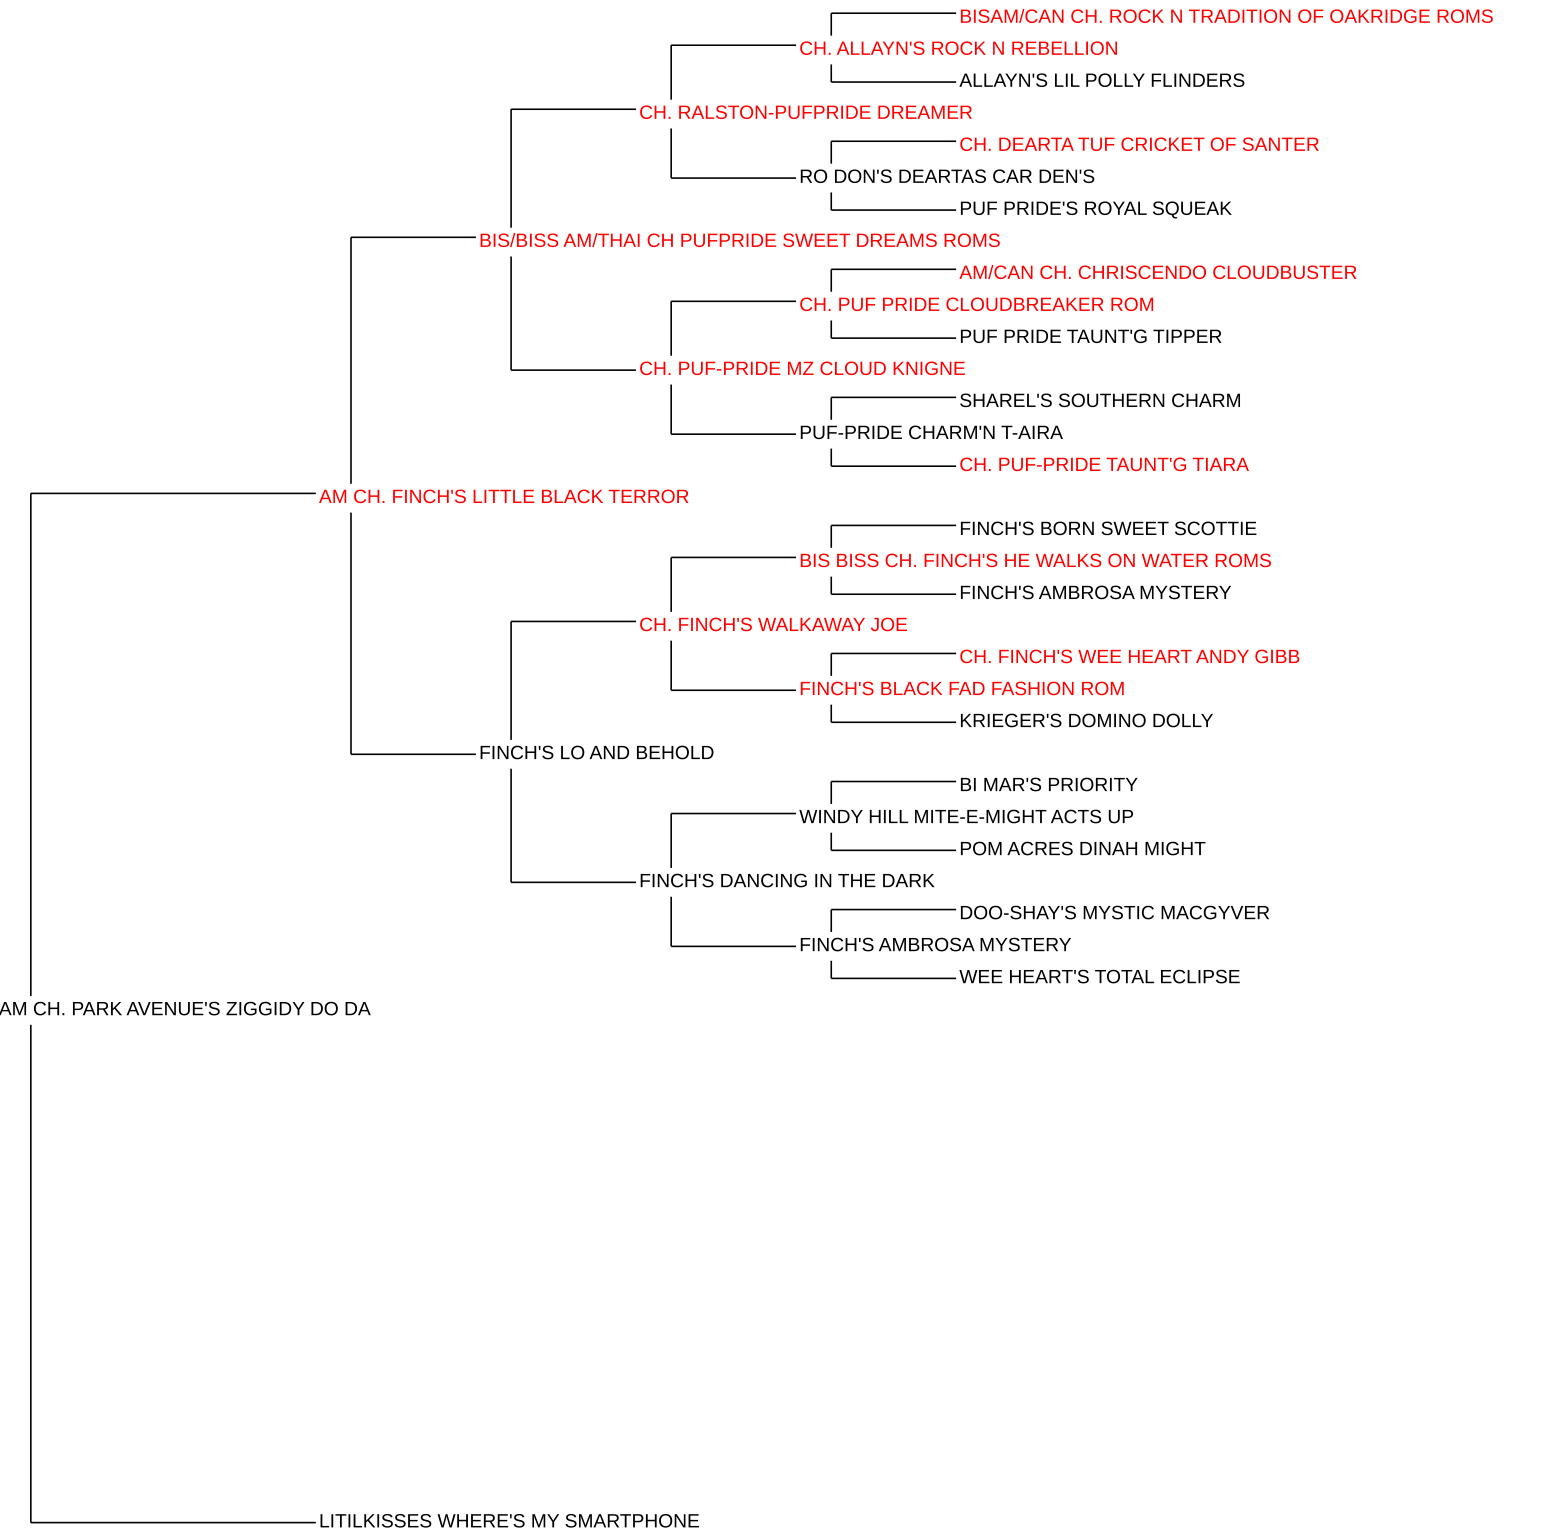 BISAM/CAN CH. ROCK N TRADITION OF OAKRIDGE ROMS
CH. ALLAYN'S ROCK N REBELLION
ALLAYN'S LIL POLLY FLINDERS
CH. RALSTON-PUFPRIDE DREAMER
CH. DEARTA TUF CRICKET OF SANTER
RO DON'S DEARTAS CAR DEN'S
PUF PRIDE'S ROYAL SQUEAK
BIS/BISS AM/THAI CH PUFPRIDE SWEET DREAMS ROMS
AM/CAN CH. CHRISCENDO CLOUDBUSTER
CH. PUF PRIDE CLOUDBREAKER ROM
PUF PRIDE TAUNT'G TIPPER
CH. PUF-PRIDE MZ CLOUD KNIGNE
SHAREL'S SOUTHERN CHARM
PUF-PRIDE CHARM'N T-AIRA
CH. PUF-PRIDE TAUNT'G TIARA
AM CH. FINCH'S LITTLE BLACK TERROR
FINCH'S BORN SWEET SCOTTIE
BIS BISS CH. FINCH'S HE WALKS ON WATER ROMS
FINCH'S AMBROSA MYSTERY
CH. FINCH'S WALKAWAY JOE
CH. FINCH'S WEE HEART ANDY GIBB
FINCH'S BLACK FAD FASHION ROM
KRIEGER'S DOMINO DOLLY
FINCH'S LO AND BEHOLD
BI MAR'S PRIORITY
WINDY HILL MITE-E-MIGHT ACTS UP
POM ACRES DINAH MIGHT
FINCH'S DANCING IN THE DARK
DOO-SHAY'S MYSTIC MACGYVER
FINCH'S AMBROSA MYSTERY
WEE HEART'S TOTAL ECLIPSE
AM CH. PARK AVENUE'S ZIGGIDY DO DA
LITILKISSES WHERE'S MY SMARTPHONE